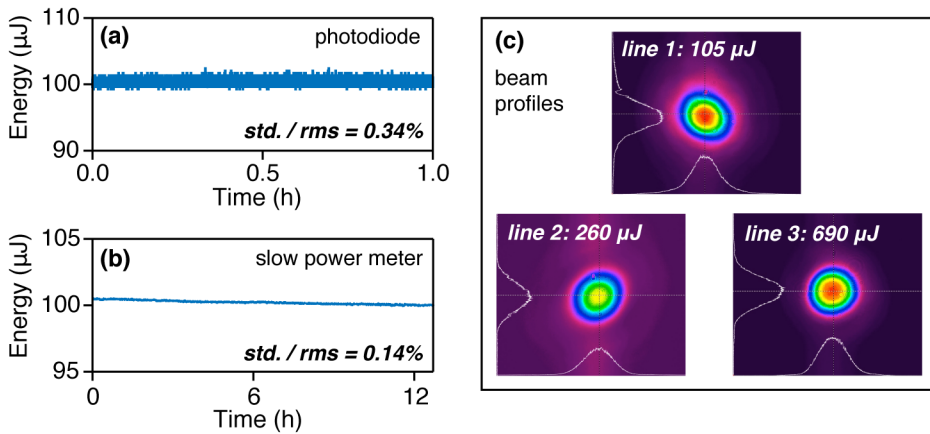 (a)
photodiode
Energy (µJ)
110
100
90
std. / rms = 0.34%
0.0
0.5
1.0
Time (h)
(b)
slow power meter
Energy (µJ)
105
100
95
std. / rms = 0.14%
0
6
12
Time (h)
(c)
beam
profiles
line 1: 105 µJ
line 2: 260 µJ
line 3: 690 µJ